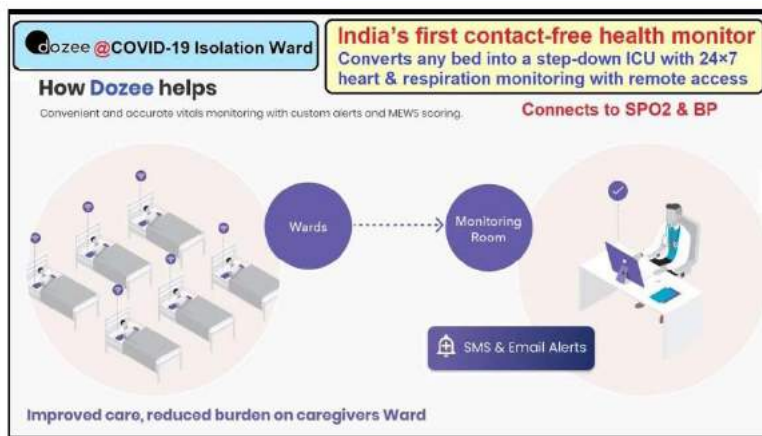 dozee @COVID-19 Isolation Ward
India's first contact-free health monitor
Converts any bed into a step-down ICU with 24×7
heart & respiration monitoring with remote access
How Dozee helps
Convenient and accurate vitals monitoring with custom alerts and MEWS scoring.
Connects to SPO2 & BP
Wards
Monitoring
Room
SMS & Email Alerts
Improved care, reduced burden on caregivers Ward